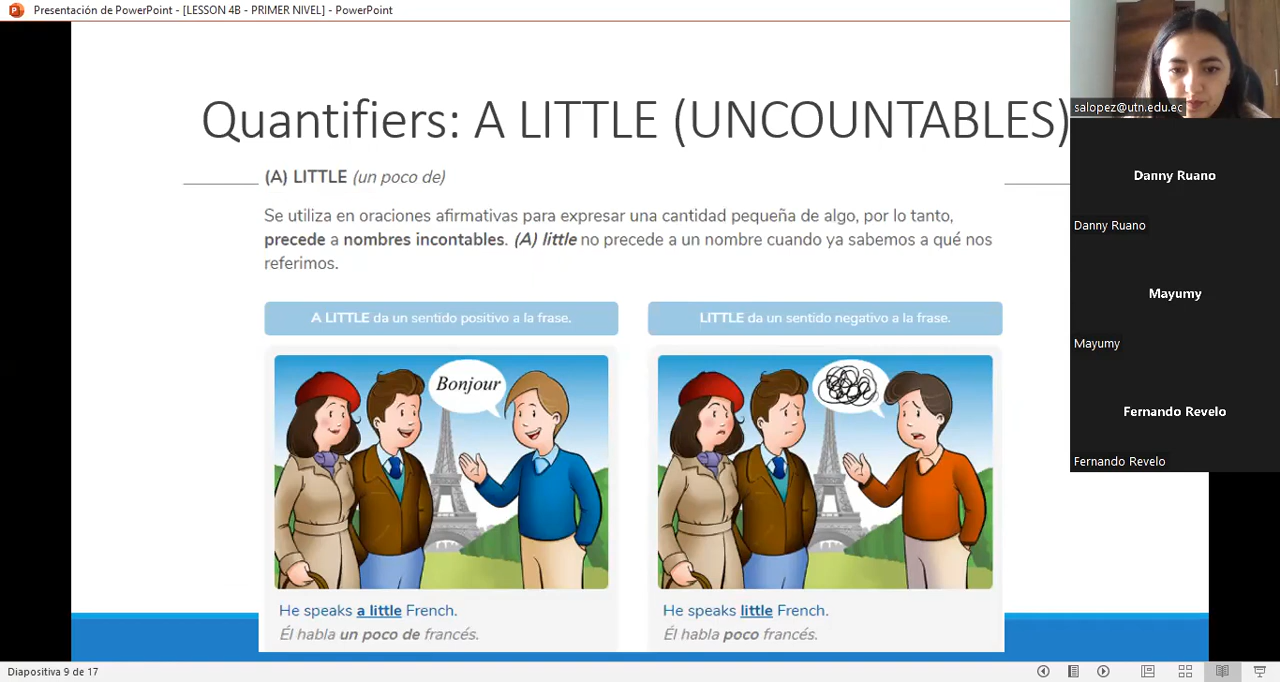 Presentación de PowerPoint - [LESSON 4B - PRIMER NIVEL] - PowerPoint
Quantifiers: A LITTLE (UNCOUNTABLES)
(A) LITTLE (un poco de)
Se utiliza en oraciones afirmativas para expresar una cantidad pequeña de algo, por lo tanto,
precede a nombres incontables. (A) little no precede a un nombre cuando ya sabemos a qué nos
referimos.
A LITTLE da un sentido positivo a la frase.
LITTLE da un sentido negativo a la frase.
Bonjour
He speaks a little French.
Él habla un poco de francés.
He speaks little French.
Él habla poco francés.
salopez@utn.edu.ec
Danny Ruano
Danny Ruano
Mayumy
Mayumy
Fernando Revelo
Fernando Revelo
Diapositiva 9 de 17